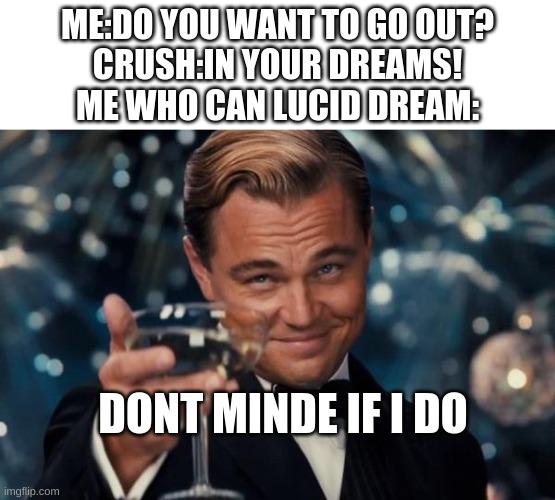 ME:DO YOU WANT TO GO OUT?
CRUSH:IN YOUR DREAMS!
ME WHO CAN LUCID DREAM:
DONT MINDE IF I DO
imgflip.com